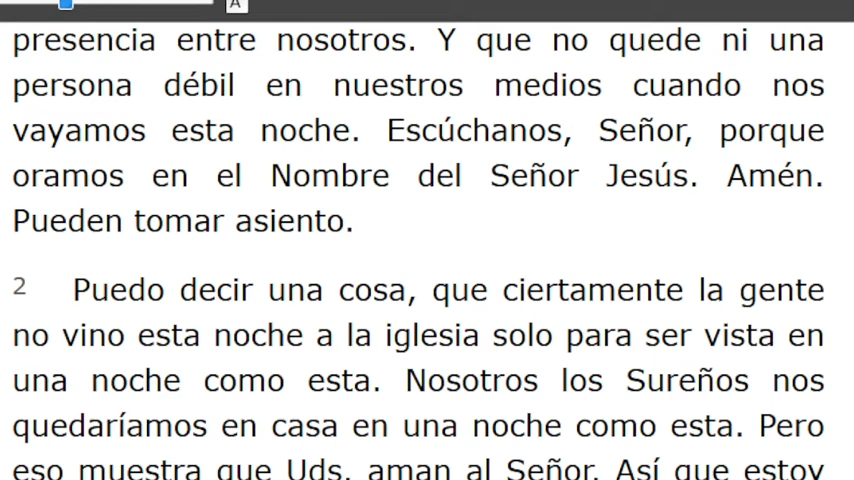 A
presencia entre nosotros. Y que no quede ni una
persona débil en nuestros medios cuando nos
vayamos esta noche. Escúchanos, Señor, porque
oramos en el Nombre del Señor Jesús. Amén.
Pueden tomar asiento.
2 Puedo decir una cosa, que ciertamente la gente
no vino esta noche a la iglesia solo para ser vista en
una noche como esta. Nosotros los Sureños nos
quedaríamos en casa en una noche como esta. Pero
eso muestra que Uds. aman al Señor. Así que estoy